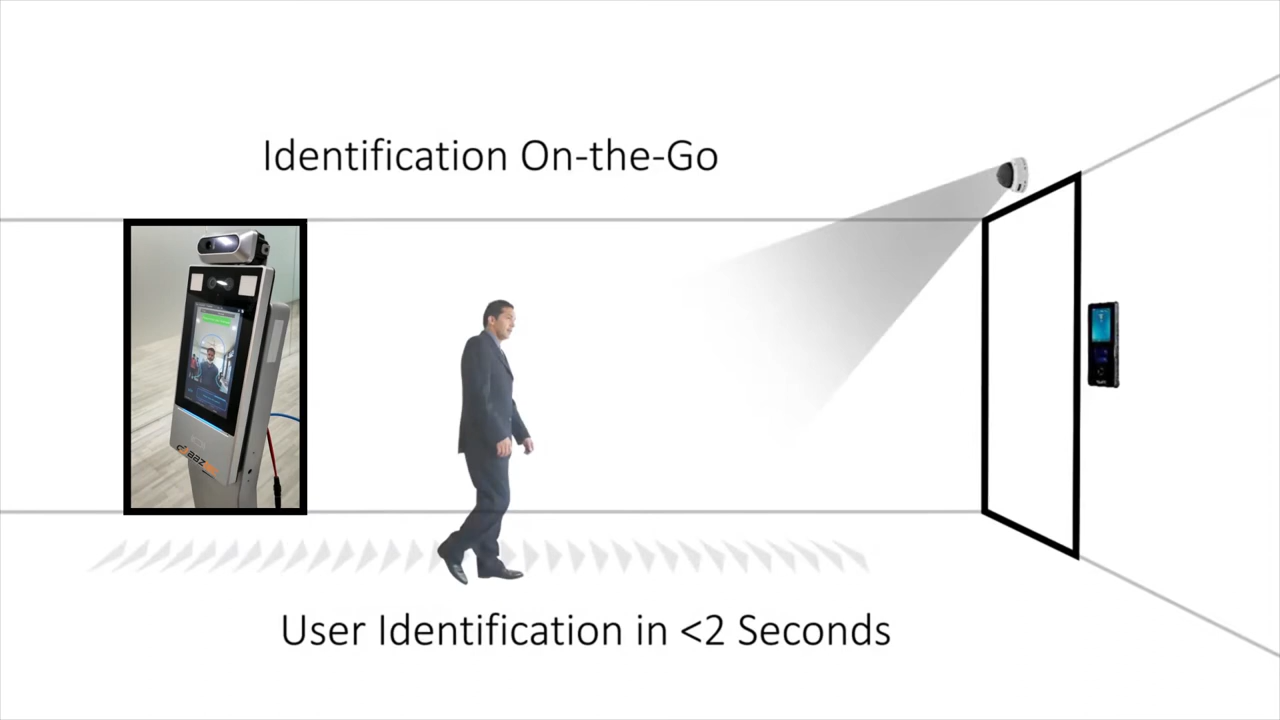 Identification On-the-Go
User Identification in <2 Seconds